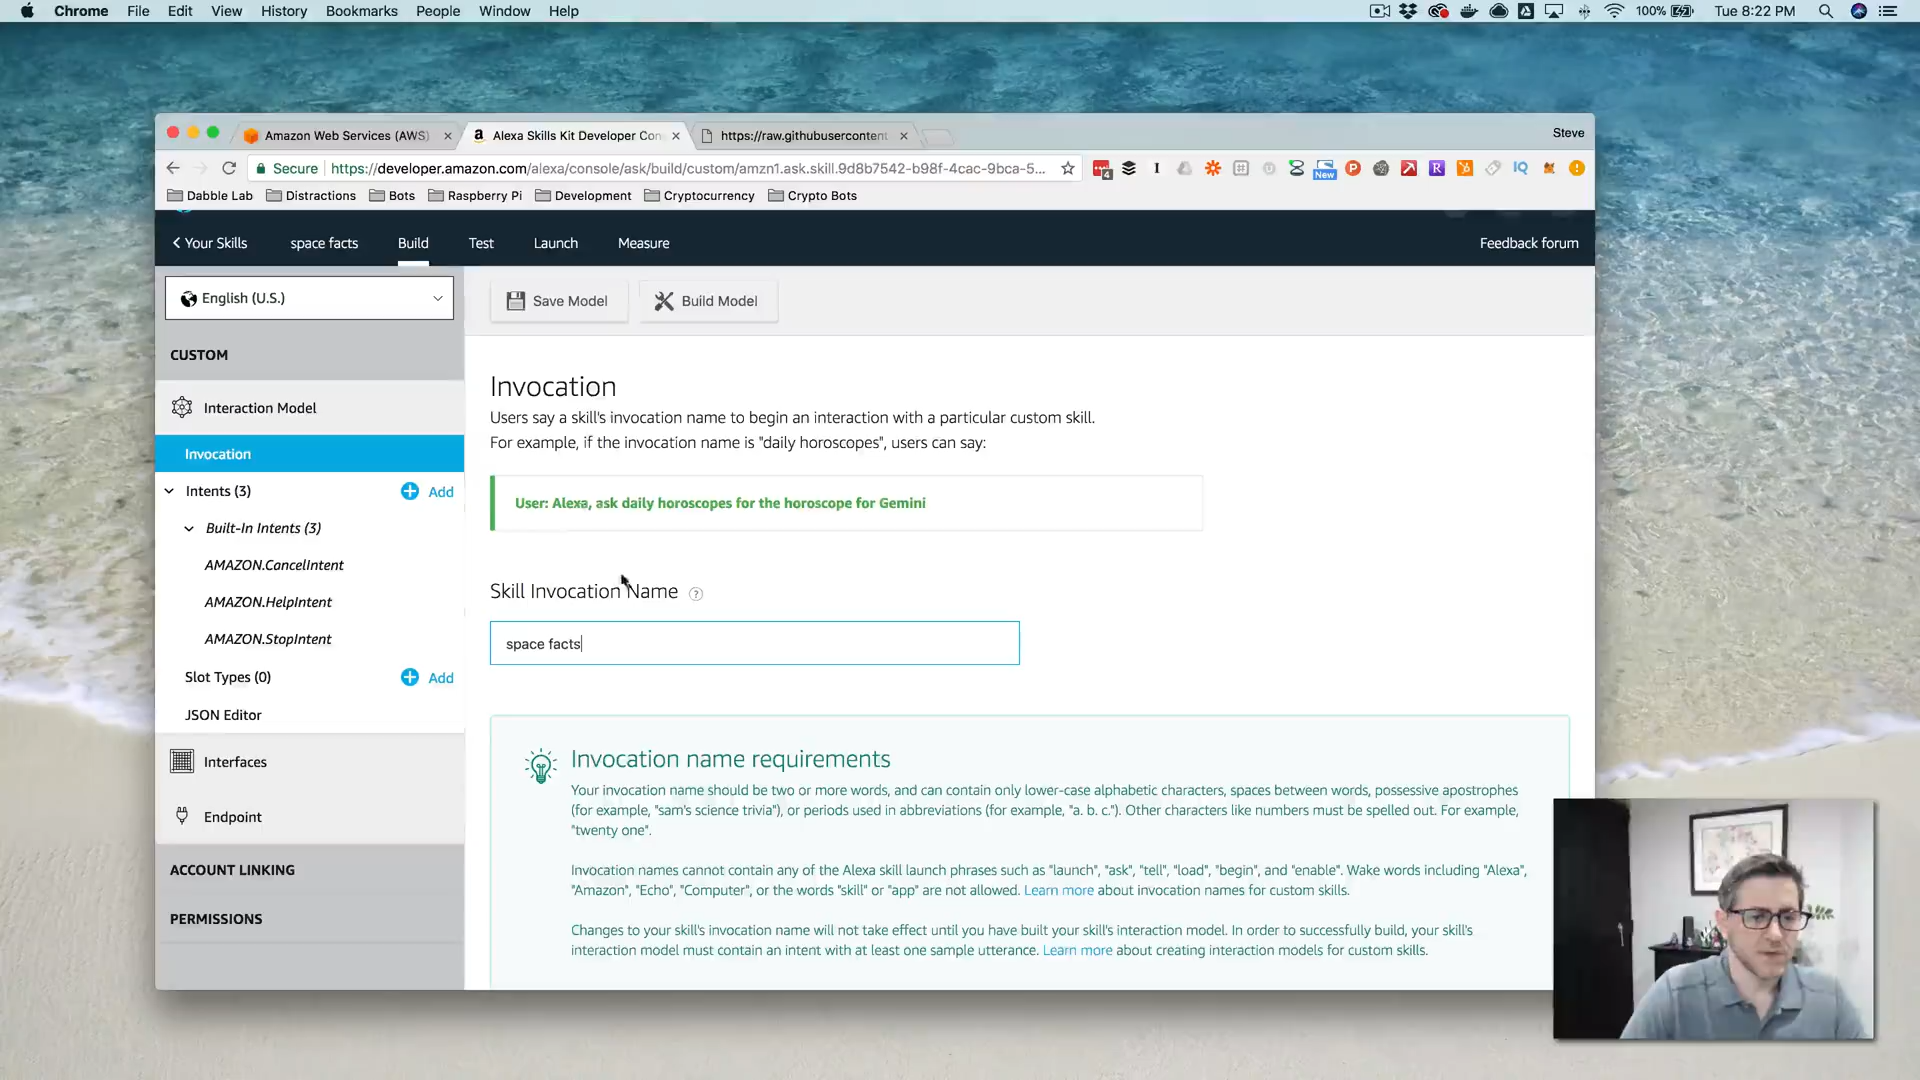 Chrome File Edit View History Bookmarks People Window Help 100% Tue 8:22 PM
Amazon Web Services (AWS) Alexa Skills Kit Developer Con https://raw.githubusercontent Steve
Secure https://developer.amazon.com/alexa/console/ask/build/custom/amzn1.ask.skill.9d8b7542-b98f-4cac-9bca-5... 4 New
Dabble Lab Distractions Bots Raspberry Pi Development Cryptocurrency Crypto Bots
Your Skills space facts Build Test Launch Measure Feedback forum
English (U.S.)
Save Model Build Model
CUSTOM
Interaction Model
Invocation
Intents (3) Add
Built-In Intents (3)
AMAZON.CancelIntent
AMAZON.HelpIntent
AMAZON.StopIntent
Slot Types (0) Add
JSON Editor
Interfaces
Endpoint
ACCOUNT LINKING
PERMISSIONS
Invocation
Users say a skill's invocation name to begin an interaction with a particular custom skill.
For example, if the invocation name is "daily horoscopes", users can say:
User: Alexa, ask daily horoscopes for the horoscope for Gemini
Skill Invocation Name ?
space facts
Invocation name requirements
Your invocation name should be two or more words, and can contain only lower-case alphabetic characters, spaces between words, possessive apostrophes
(for example, "sam's science trivia"), or periods used in abbreviations (for example, "a. b. c."). Other characters like numbers must be spelled out. For example,
"twenty one".
Invocation names cannot contain any of the Alexa skill launch phrases such as "launch", "ask", "tell", "load", "begin", and "enable". Wake words including "Alexa",
"Amazon", "Echo", "Computer", or the words "skill" or "app" are not allowed. Learn more about invocation names for custom skills.
Changes to your skill's invocation name will not take effect until you have built your skill's interaction model. In order to successfully build, your skill's
interaction model must contain an intent with at least one sample utterance. Learn more about creating interaction models for custom skills.